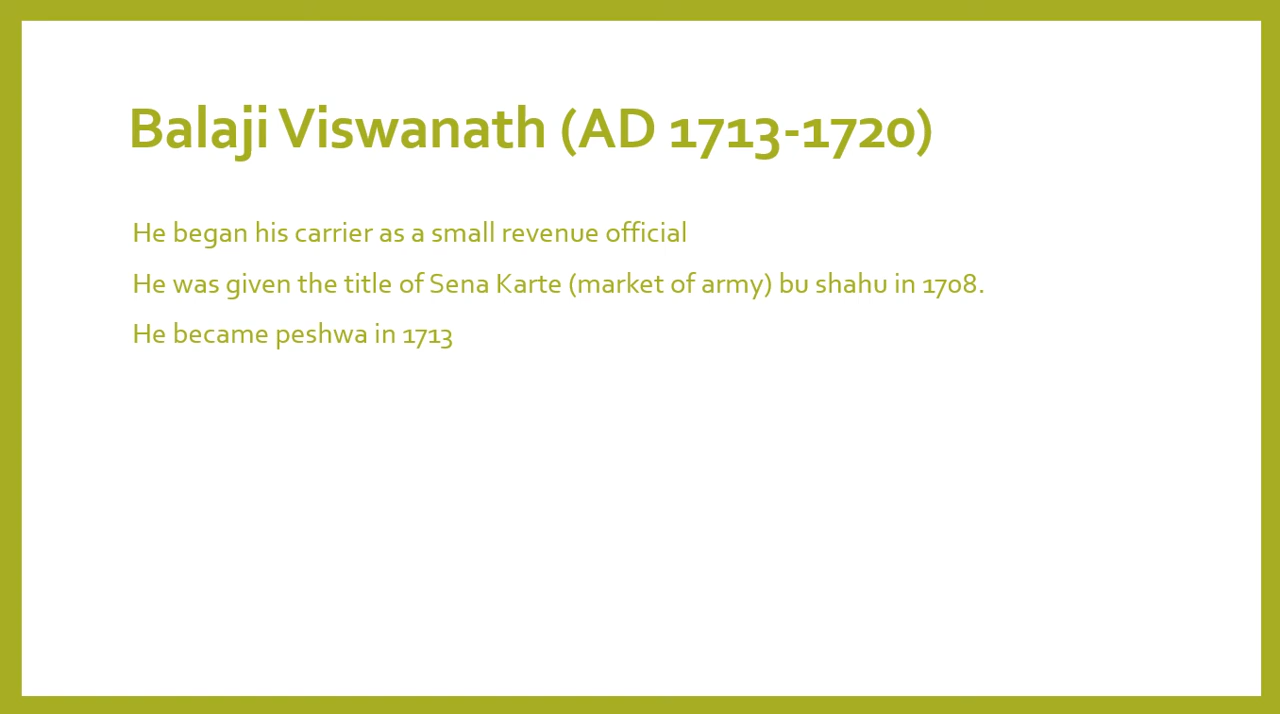 Balaji Viswanath (AD 1713-1720)
He began his carrier as a small revenue official
He was given the title of Sena Karte (market of army) bu shahu in 1708.
He became peshwa in 1713